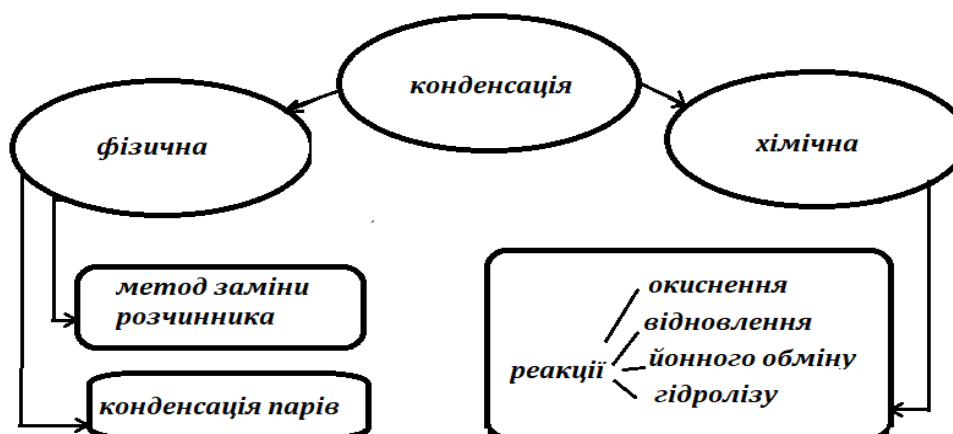 конденсація
фізична
хімічна
метод заміни
розчинника
конденсація парів
реакції
окиснення
відновлення
йонного обміну
гідролізу